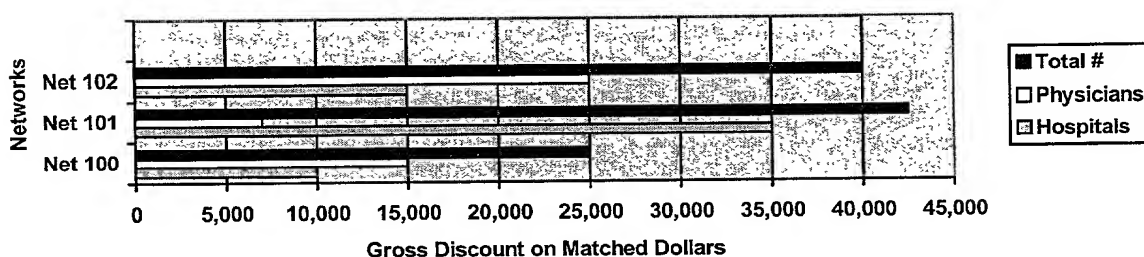 Networks
Net 102
Net 101
Net 100
0 5,000 10,000 15,000 20,000 25,000 30,000 35,000 40,000 45,000
Gross Discount on Matched Dollars
Total #
Physicians
Hospitals